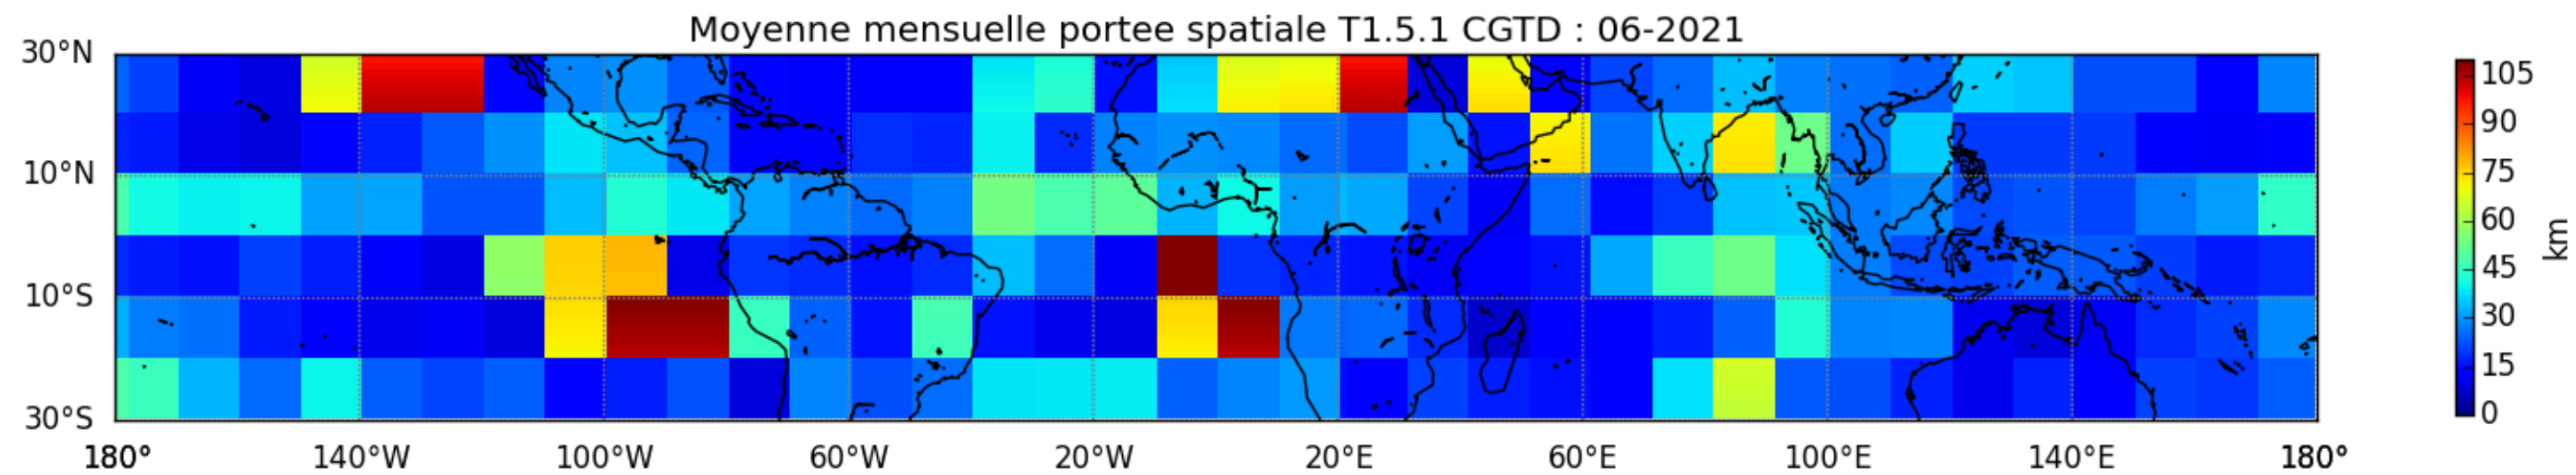 Moyenne mensuelle portee spatiale T1.5.1 CGTD : 06-2021
30°N
10°N
10°S
30°S
180° 140°W 100°W 60°W 20°W 20°E 60°E 100°E 140°E 180°
105
90
75
60
45
30
15
0
km